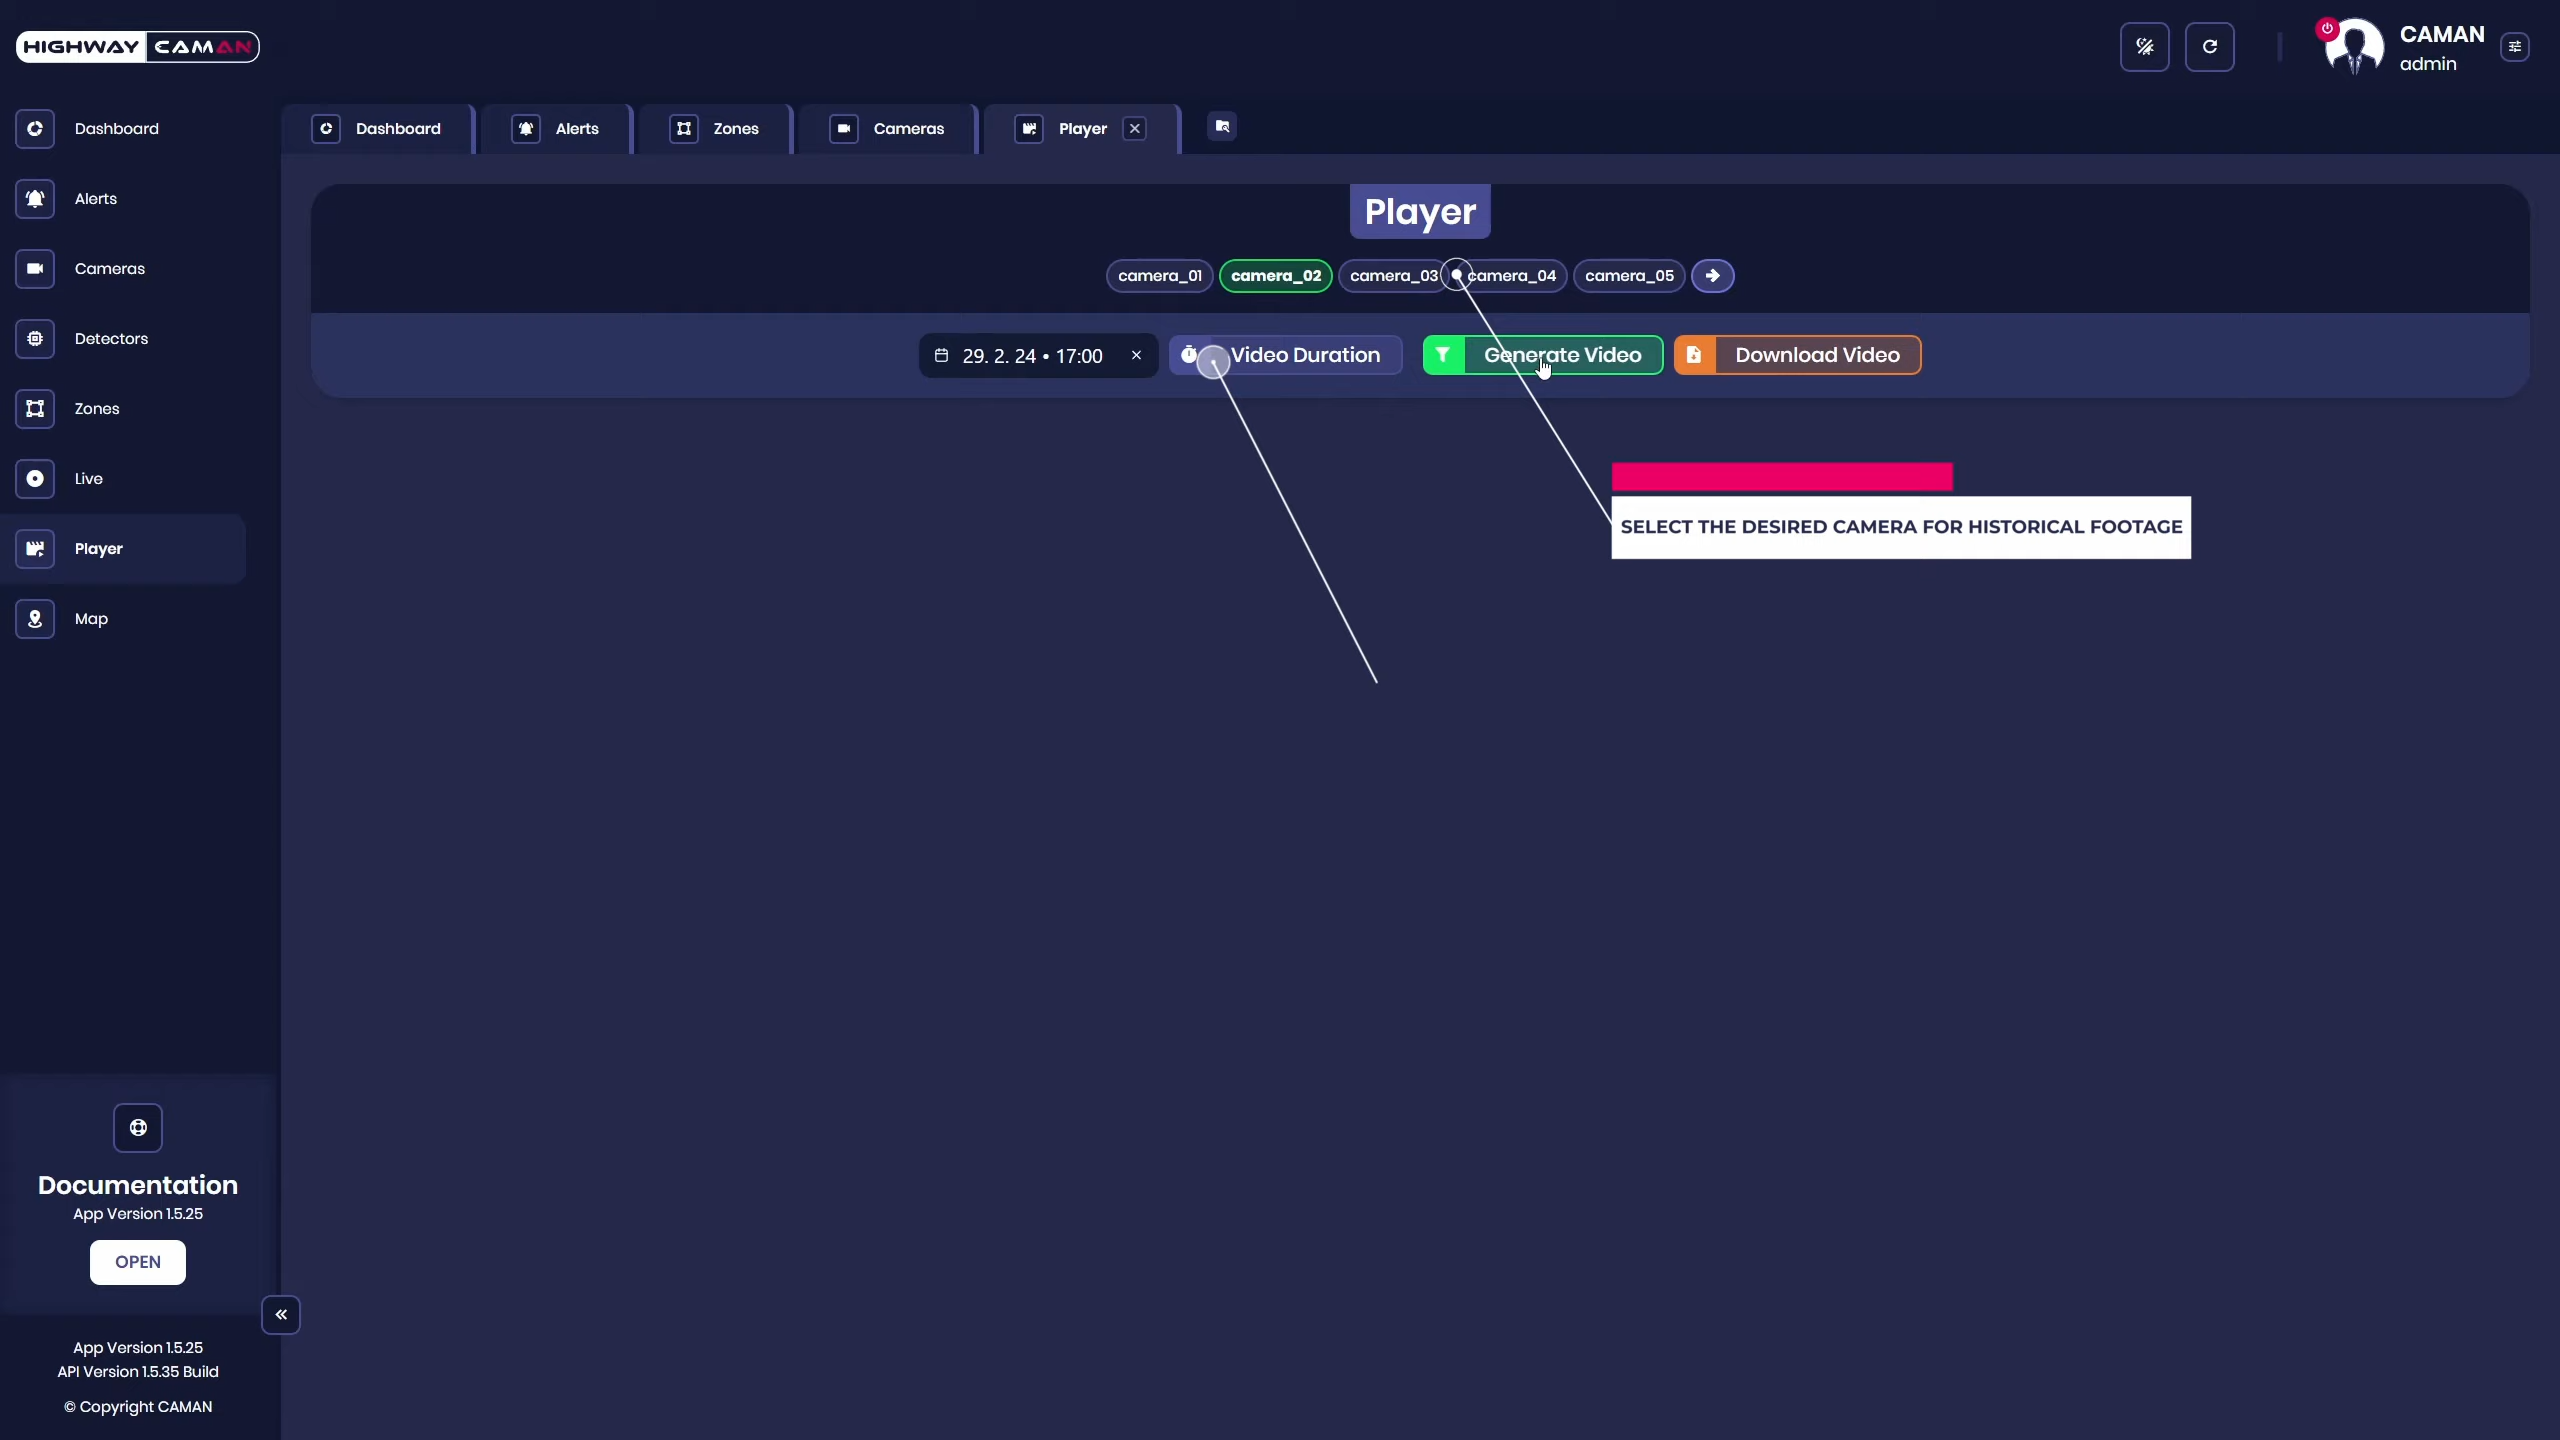 HIGHWAY CAMAN
CAMAN
admin
Dashboard
Alerts
Cameras
Detectors
Zones
Live
Player
Map
Dashboard
Alerts
Zones
Cameras
Player
Player
camera_01
camera_02
camera_03
camera_04
camera_05
29. 2. 24 • 17:00
Video Duration
Generate Video
Download Video
SELECT THE DESIRED CAMERA FOR HISTORICAL FOOTAGE
Documentation
App Version 1.5.25
OPEN
App Version 1.5.25
API Version 1.5.35 Build
© Copyright CAMAN